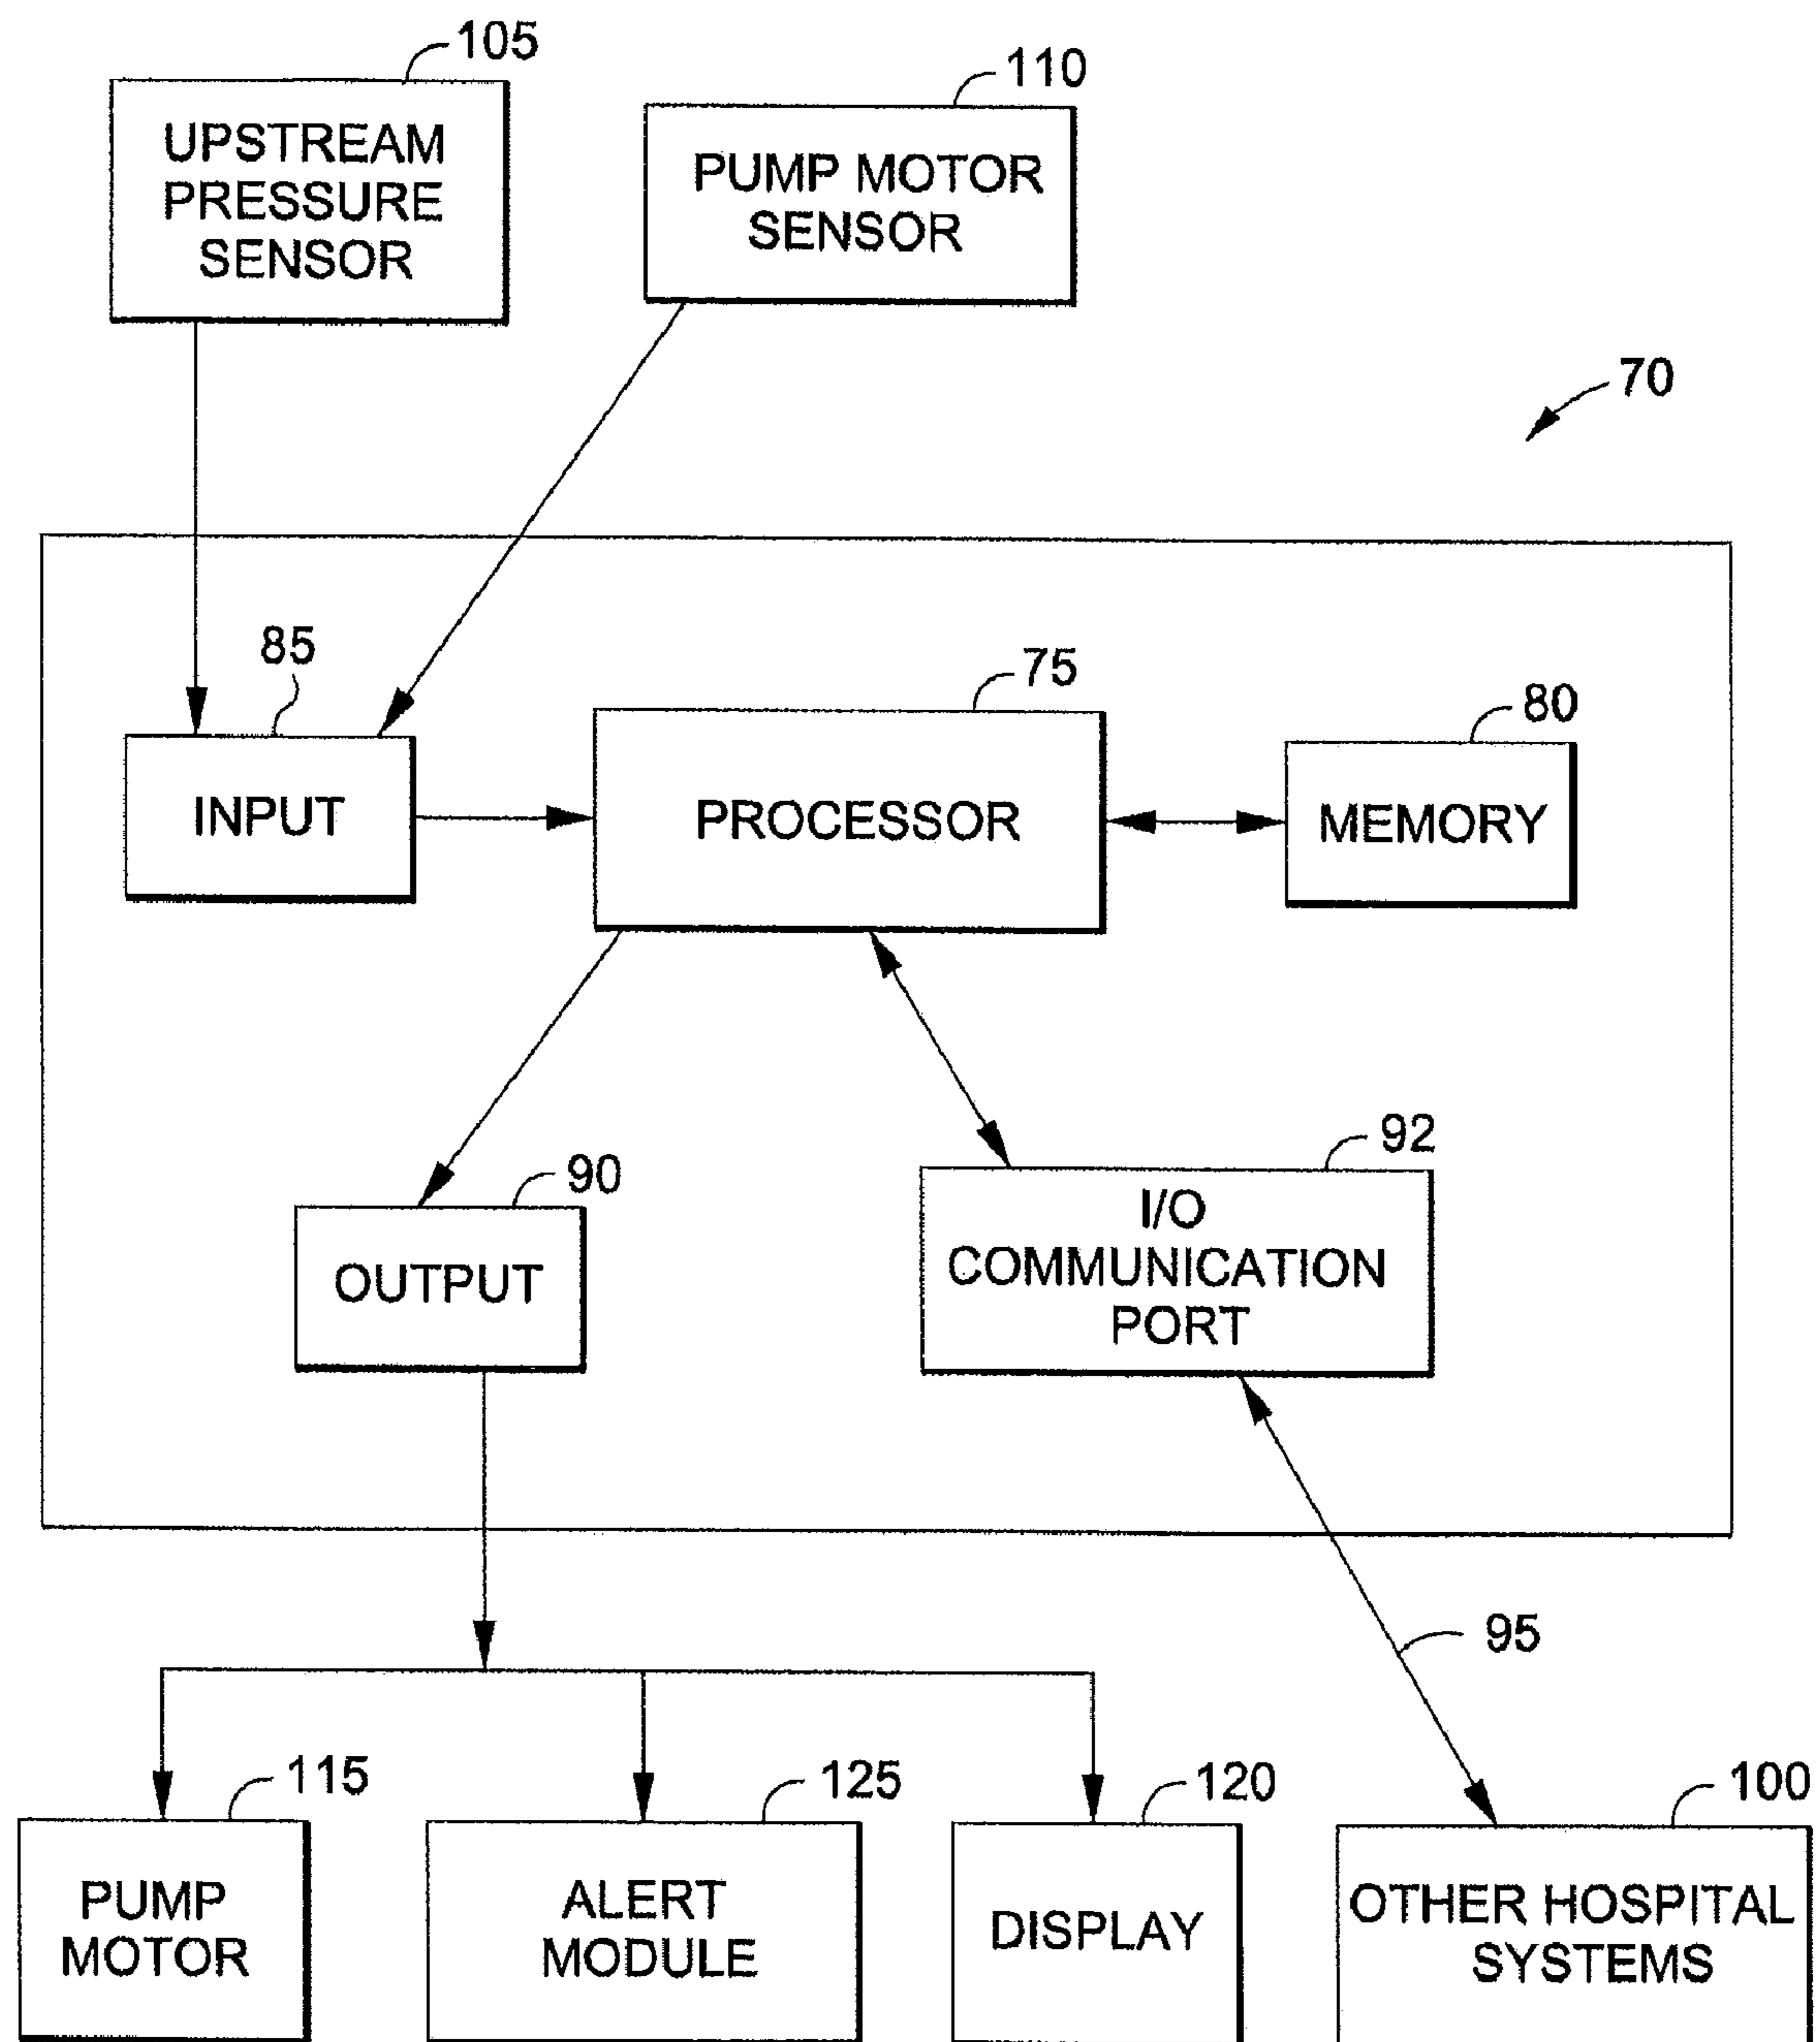 105
UPSTREAM
PRESSURE
SENSOR
110
PUMP MOTOR
SENSOR
70
85
INPUT
75
PROCESSOR
80
MEMORY
90
OUTPUT
92
I/O
COMMUNICATION
PORT
95
115
PUMP
MOTOR
125
ALERT
MODULE
120
DISPLAY
100
OTHER HOSPITAL
SYSTEMS